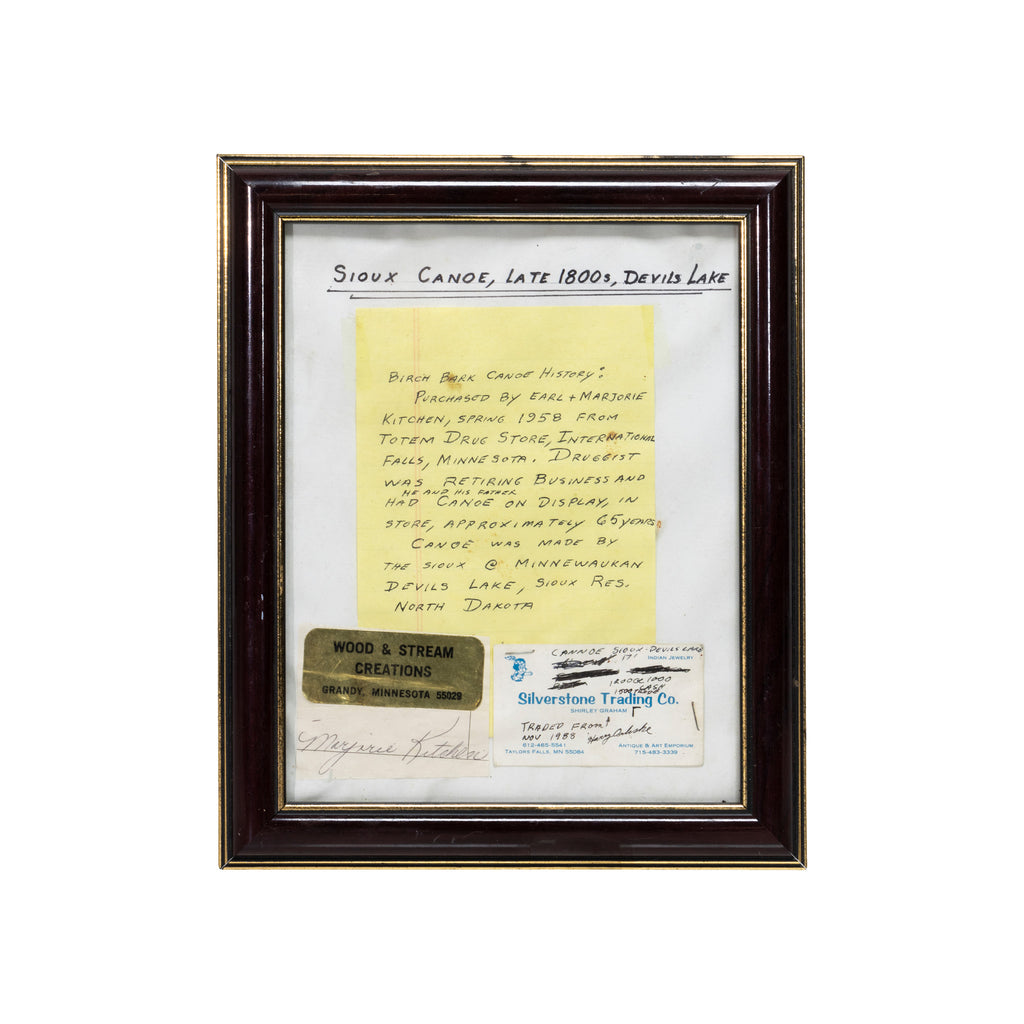 SIOUX CANOE, LATE 1800s, DEVILS LAKE
BIRCH BARK CANOE HISTORY:
PURCHASED BY EARL + MARJORIE
KITCHEN, SPRING 1958 FROM
TOTEM DRUG STORE, INTERNATIONAL
FALLS, MINNESOTA. DRUGGIST
WAS RETIRING BUSINESS AND
HE AND HIS FATHER
HAD CANOE ON DISPLAY, IN
STORE, APPROXIMATELY 65 YEARS.
CANOE WAS MADE BY
THE SIOUX @ MINNEWAUKAN
DEVILS LAKE, SIOUX RES.
NORTH DAKOTA
WOOD & STREAM
CREATIONS
GRANDY, MINNESOTA 55029
Marjorie Kitchen
CANNOE SIOUX-DEVILS LAKE
17' INDIAN JEWELRY
Silverstone Trading Co.
SHIRLEY GRAHAM
TRADED FROM
NOV 1988
612-465-5541
TAYLORS FALLS, MN 55084
ANTIQUE & ART EMPORIUM
715-483-3339